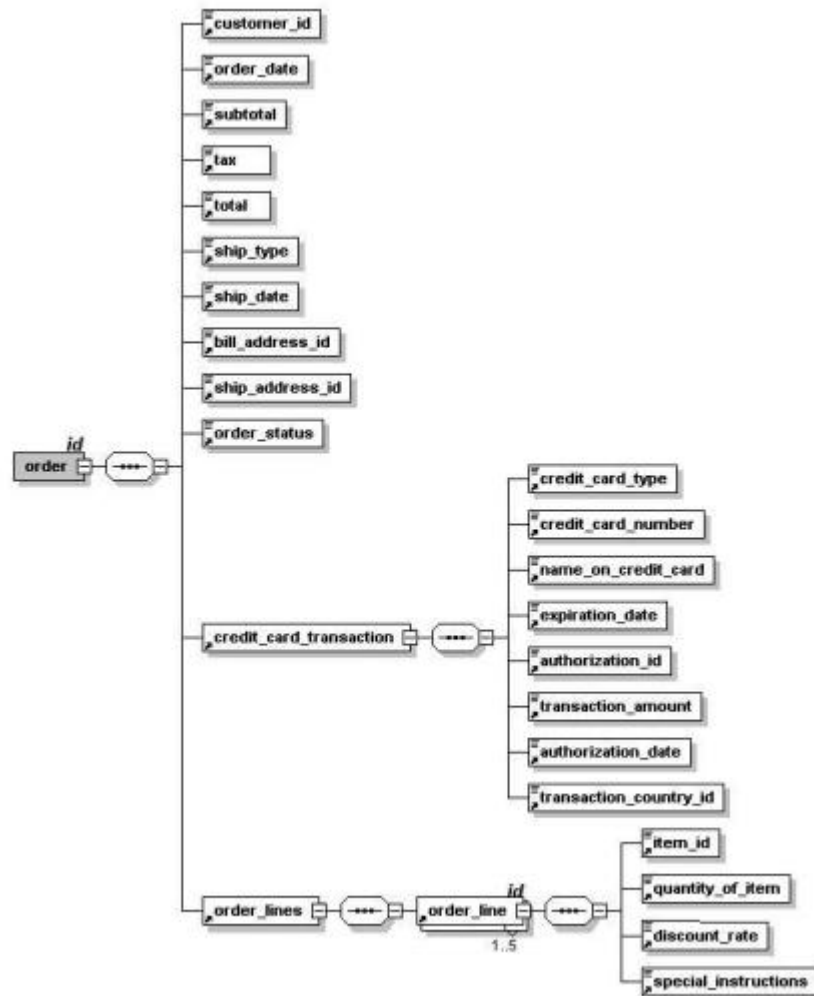 customer_id
order_date
subtotal
tax
total
ship_type
ship_date
bill_address_id
ship_address_id
order_status
id
order
credit_card_type
credit_card_number
name_on_credit_card
expiration_date
credit_card_transaction
authorization_id
transaction_amount
authorization_date
transaction_country_id
item_id
quantity_of_item
id
order_lines
order_line
1..5
discount_rate
special_instructions